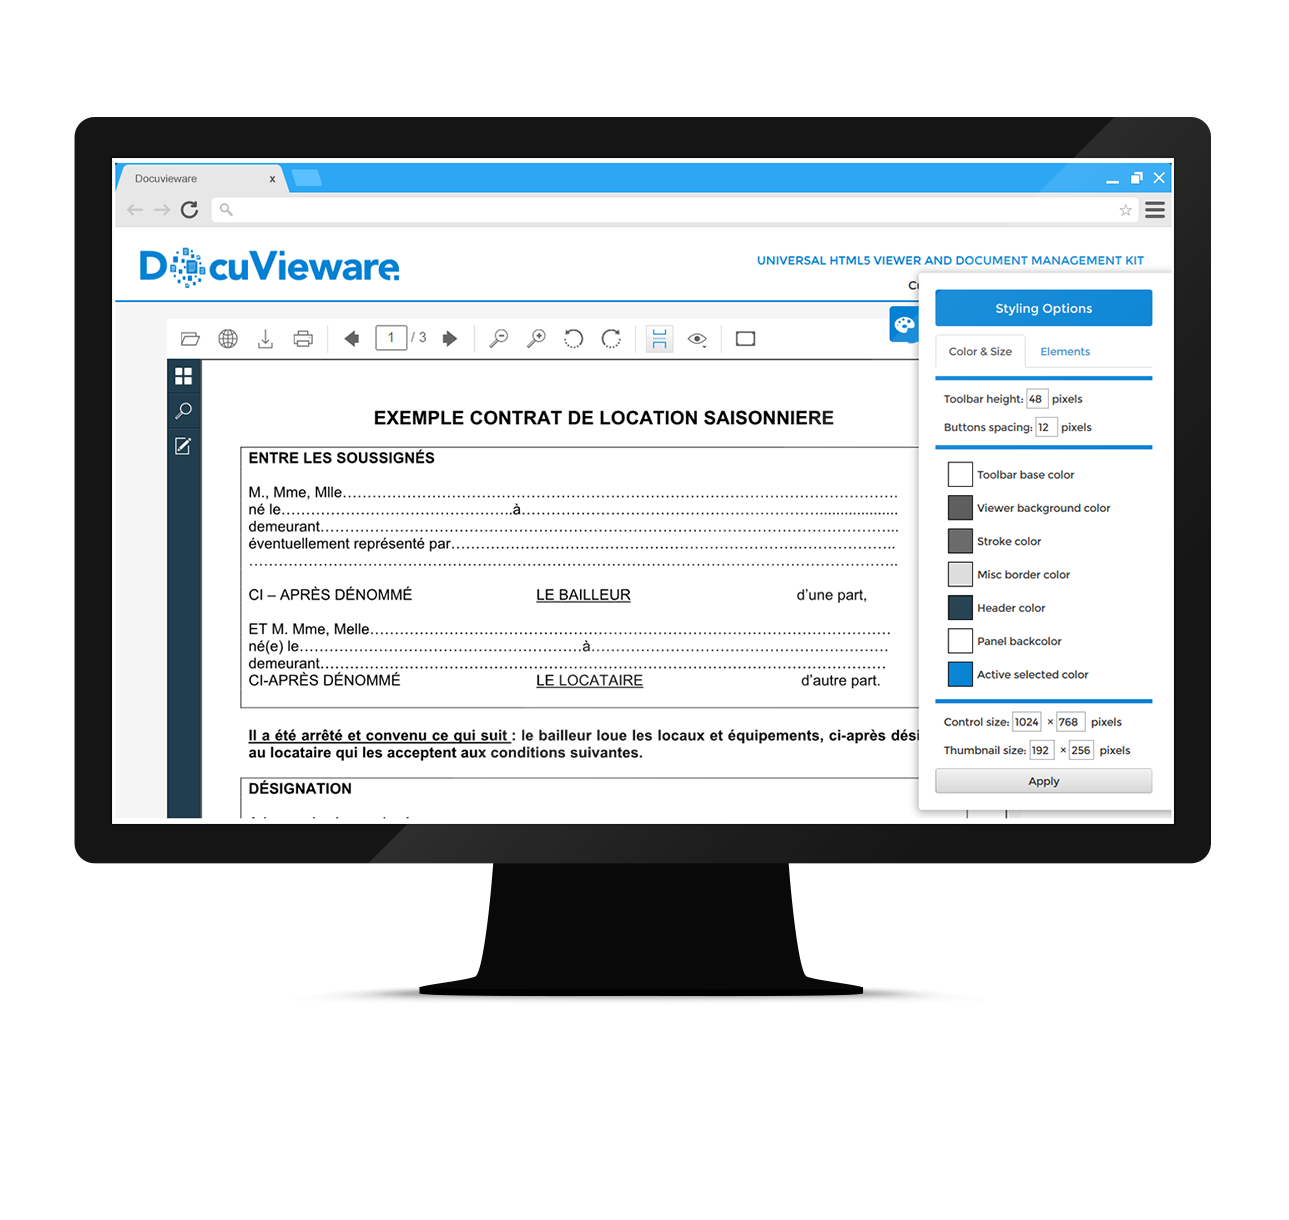 Docuvieware x
DocuVieware
UNIVERSAL HTML5 VIEWER AND DOCUMENT MANAGEMENT KIT
1 / 3
EXEMPLE CONTRAT DE LOCATION SAISONNIERE
ENTRE LES SOUSSIGNÉS
M., Mme, Mlle……………………………………………………………………………………
né le…………………………………..à……………………………………………………
demeurant………………………………………………………………………………………..
éventuellement représenté par…………………………………………………………………..
…………………………………………………………………………………………………..
CI – APRÈS DÉNOMMÉ LE BAILLEUR d’une part,
ET M. Mme, Melle………………………………………………………………………………
né(e) le………………………………………….à……………………………………………
demeurant………………………………………………………………………………………
CI-APRÈS DÉNOMMÉ LE LOCATAIRE d’autre part.
Il a été arrêté et convenu ce qui suit : le bailleur loue les locaux et équipements, ci-après dési
au locataire qui les acceptent aux conditions suivantes.
DÉSIGNATION
Styling Options
Color & Size Elements
Toolbar height: 48 pixels
Buttons spacing: 12 pixels
Toolbar base color
Viewer background color
Stroke color
Misc border color
Header color
Panel backcolor
Active selected color
Control size: 1024 × 768 pixels
Thumbnail size: 192 × 256 pixels
Apply